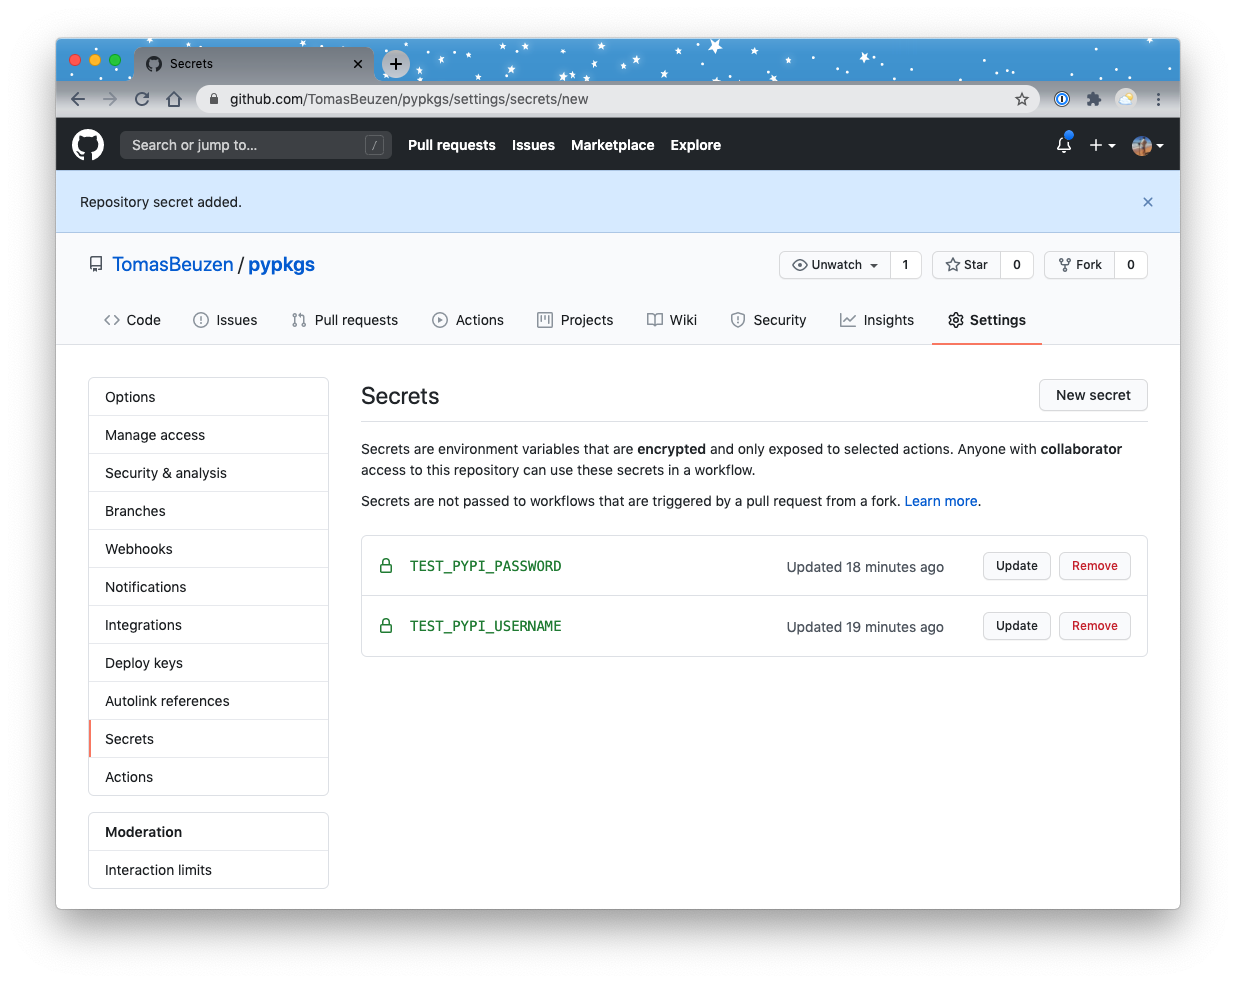 Secrets
github.com/TomasBeuzen/pypkgs/settings/secrets/new
Search or jump to... /
Pull requests Issues Marketplace Explore
Repository secret added.
TomasBeuzen / pypkgs
Unwatch 1 Star 0 Fork 0
Code Issues Pull requests Actions Projects Wiki Security Insights Settings
Options
Manage access
Security & analysis
Branches
Webhooks
Notifications
Integrations
Deploy keys
Autolink references
Secrets
Actions
Moderation
Interaction limits
Secrets New secret
Secrets are environment variables that are encrypted and only exposed to selected actions. Anyone with collaborator
access to this repository can use these secrets in a workflow.
Secrets are not passed to workflows that are triggered by a pull request from a fork. Learn more.
TEST_PYPI_PASSWORD Updated 18 minutes ago Update Remove
TEST_PYPI_USERNAME Updated 19 minutes ago Update Remove